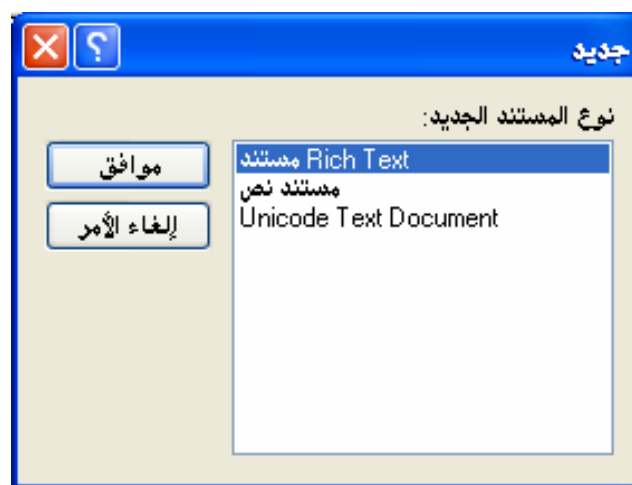 جديد
نوع المستند الجديد:
مستند Rich Text
مستند نص
Unicode Text Document
موافق
إلغاء الأمر